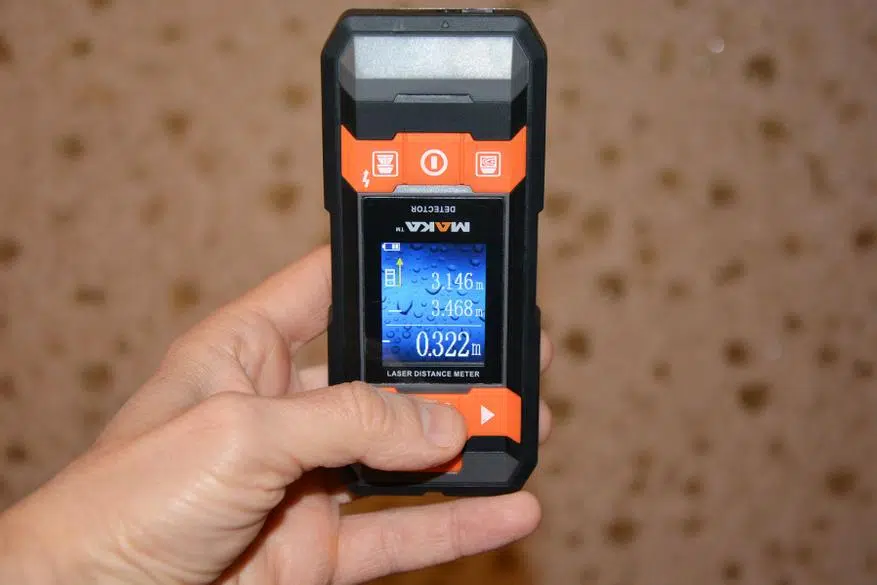 DETECTOR
MAKA™
3.146m
3.468m
0.322m
LASER DISTANCE METER